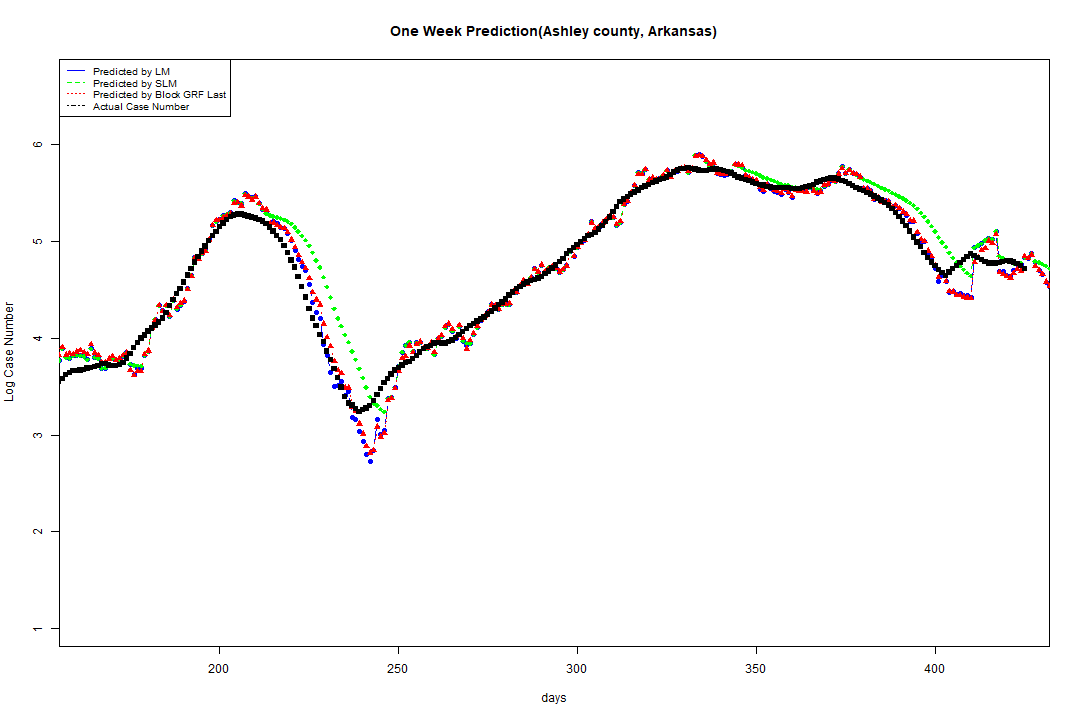 One Week Prediction(Ashley county, Arkansas)
Predicted by LM
Predicted by SLM
Predicted by Block GRF Last
Actual Case Number
6
5
4
3
2
1
Log Case Number
200 250 300 350 400
days